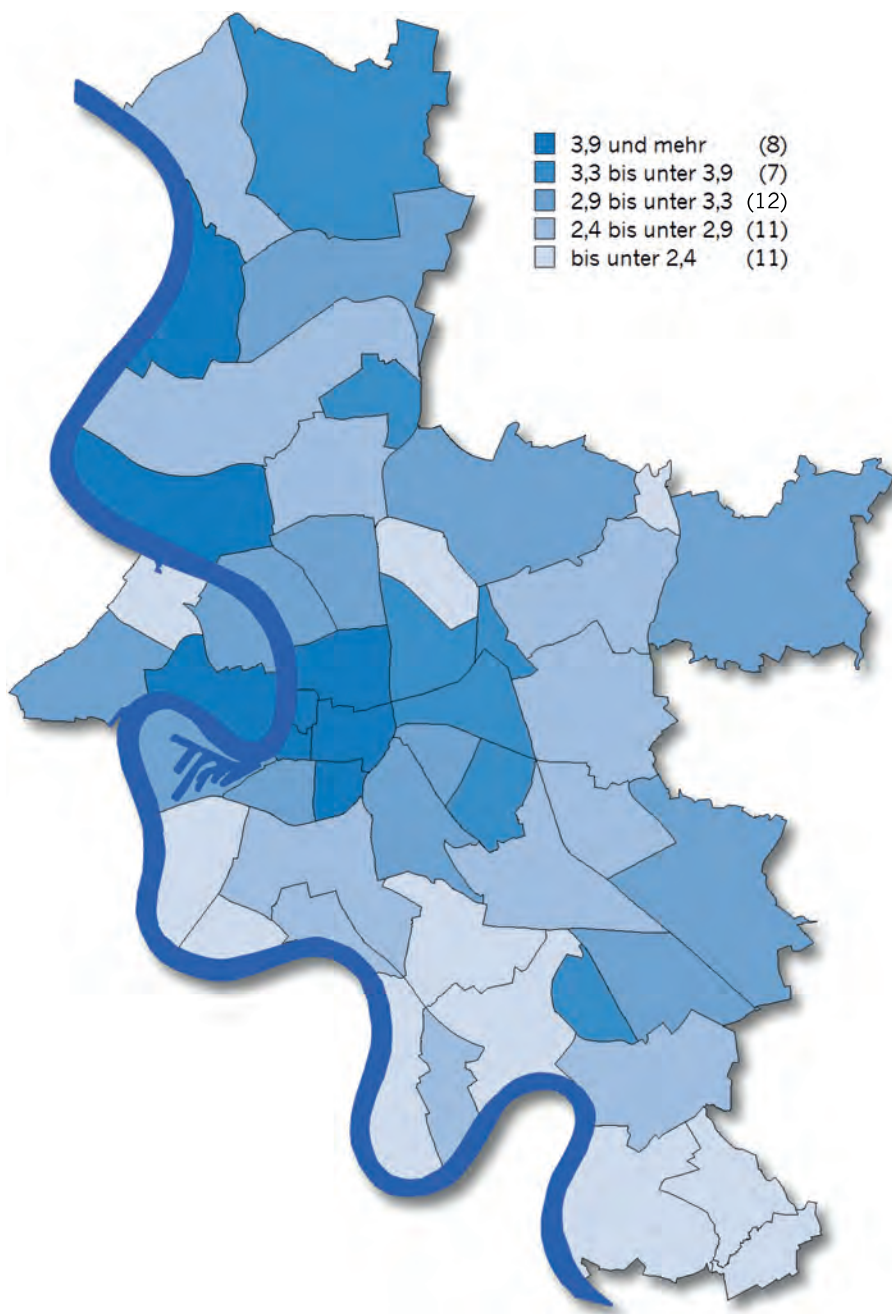 3,9 und mehr (8)
3,3 bis unter 3,9 (7)
2,9 bis unter 3,3 (12)
2,4 bis unter 2,9 (11)
bis unter 2,4 (11)